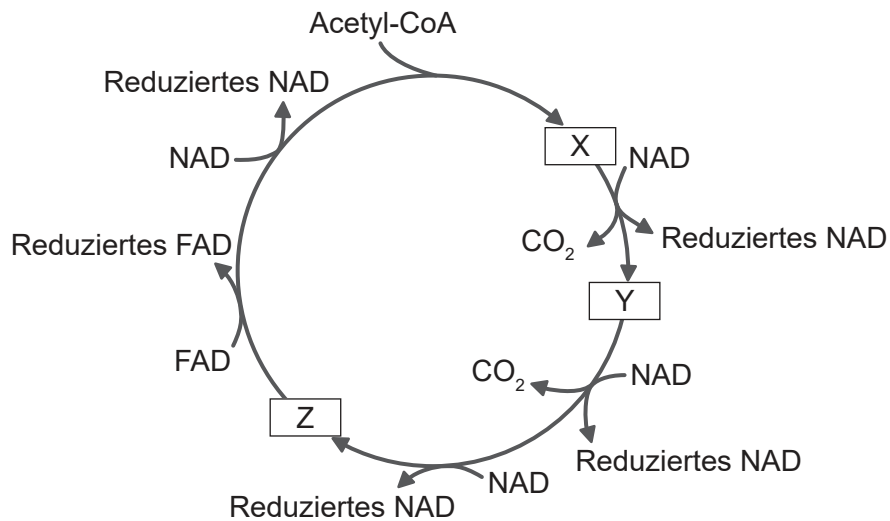 Acetyl-CoA
Reduziertes NAD
NAD
X
NAD
CO₂
Reduziertes NAD
Reduziertes FAD
Y
FAD
CO₂
NAD
Z
Reduziertes NAD
NAD
Reduziertes NAD